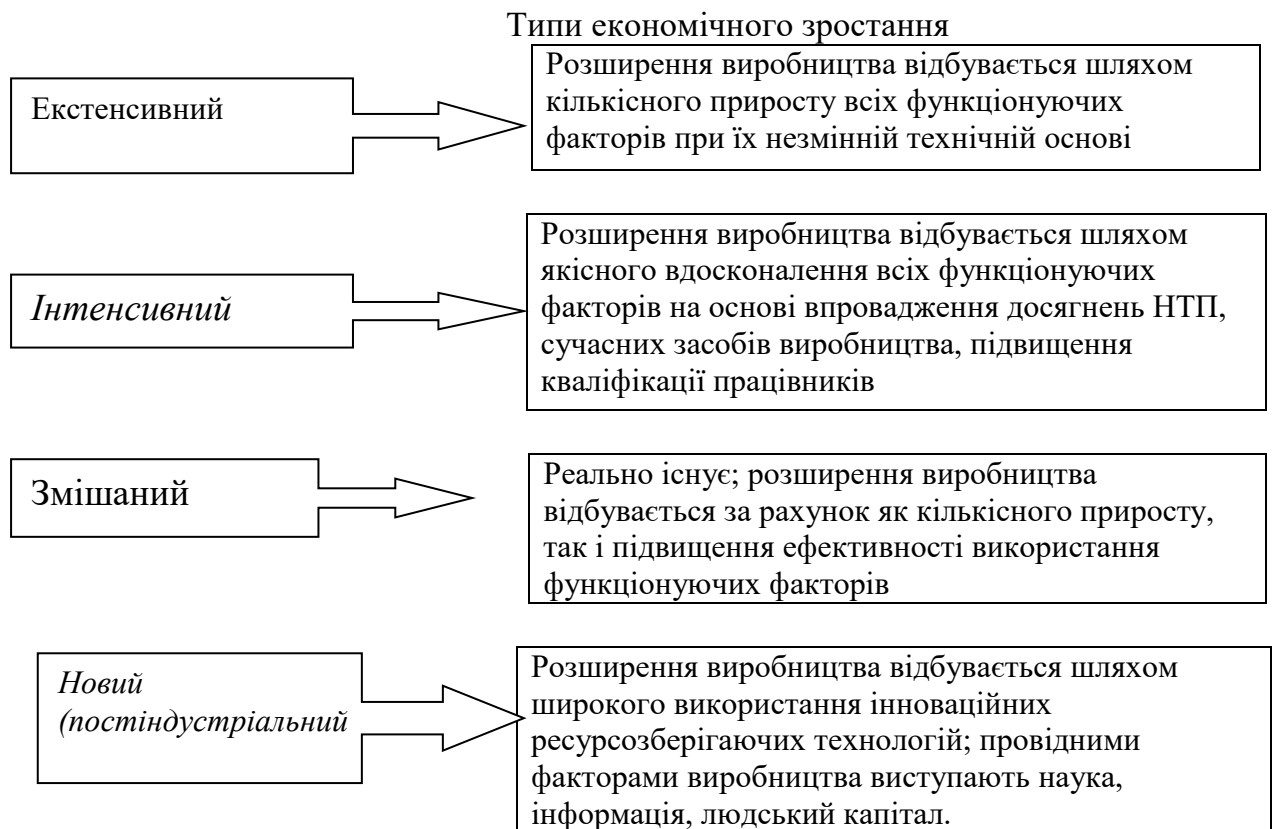 Типи економічного зростання
Екстенсивний
Розширення виробництва відбувається шляхом
кількісного приросту всіх функціонуючих
факторів при їх незмінній технічній основі
Інтенсивний
Розширення виробництва відбувається шляхом
якісного вдосконалення всіх функціонуючих
факторів на основі впровадження досягнень НТП,
сучасних засобів виробництва, підвищення
кваліфікації працівників
Змішаний
Реально існує; розширення виробництва
відбувається за рахунок як кількісного приросту,
так і підвищення ефективності використання
функціонуючих факторів
Новий
(постіндустріальний
Розширення виробництва відбувається шляхом
широкого використання інноваційних
ресурсозберігаючих технологій; провідними
факторами виробництва виступають наука,
інформація, людський капітал.